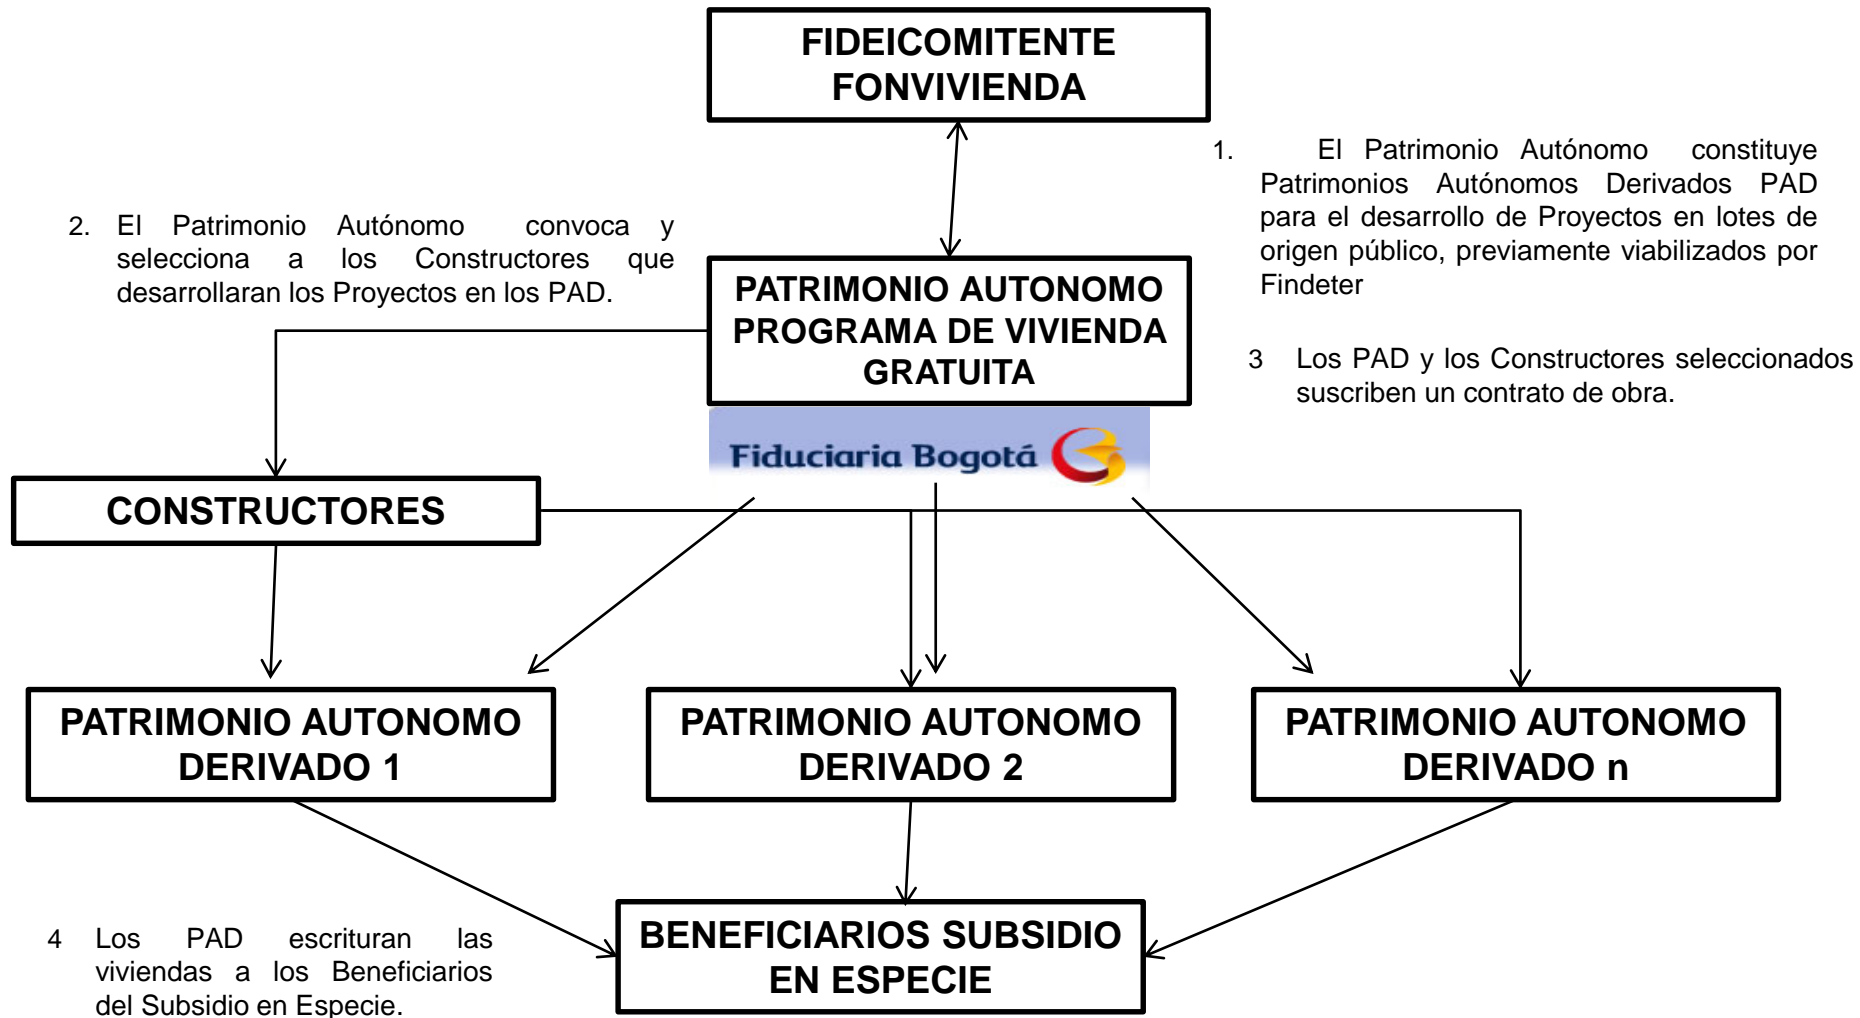 FIDEICOMITENTE
FONVIVIENDA
1. El Patrimonio Autónomo constituye
Patrimonios Autónomos Derivados PAD
para el desarrollo de Proyectos en lotes de
origen público, previamente viabilizados por
Findeter
2. El Patrimonio Autónomo convoca y
selecciona a los Constructores que
desarrollaran los Proyectos en los PAD.
PATRIMONIO AUTONOMO
PROGRAMA DE VIVIENDA
GRATUITA
3 Los PAD y los Constructores seleccionados
suscriben un contrato de obra.
Fiduciaria Bogotá
CONSTRUCTORES
PATRIMONIO AUTONOMO
DERIVADO 1
PATRIMONIO AUTONOMO
DERIVADO 2
PATRIMONIO AUTONOMO
DERIVADO n
4 Los PAD escrituran las
viviendas a los Beneficiarios
del Subsidio en Especie.
BENEFICIARIOS SUBSIDIO
EN ESPECIE